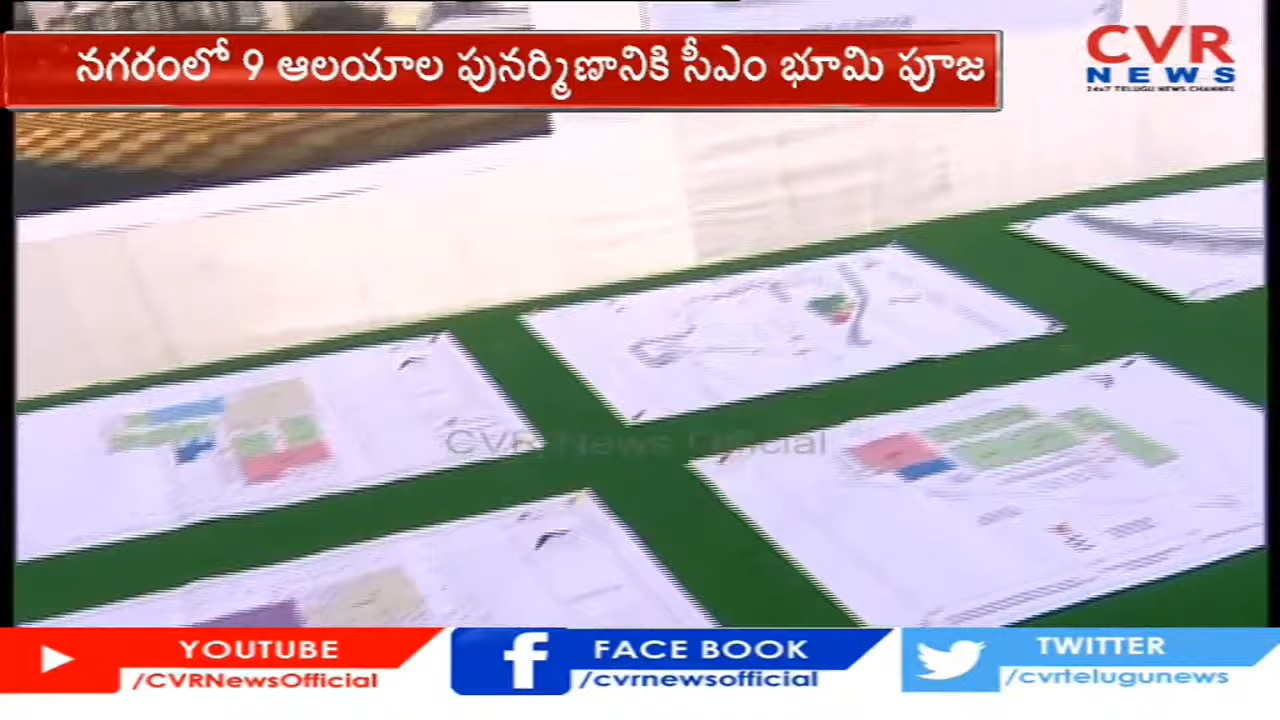 నగరంలో 9 ఆలయాల పునర్మిణానికి సీఎం భూమి పూజ
CVR
NEWS
24x7 TELUGU NEWS CHANNEL
CVR News Official
YOUTUBE
/CVRNewsOfficial
FACE BOOK
/cvrnewsofficial
TWITTER
/cvrtelugunews